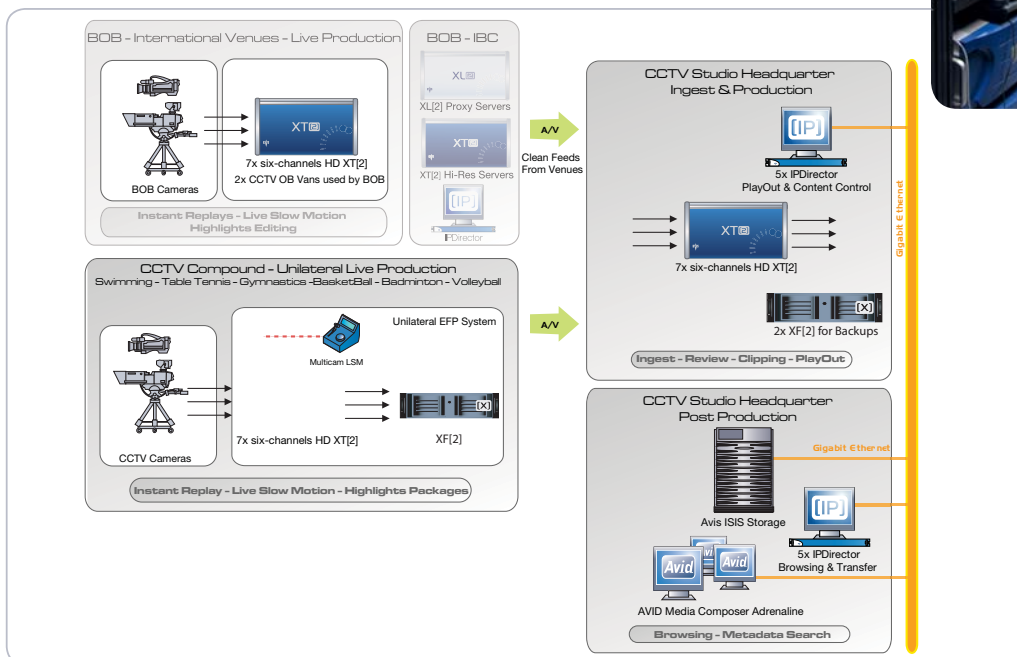 BOB - International Venues - Live Production
XT[2]
7x six-channels HD XT[2]
2x CCTV OB Vans used by BOB
BOB Cameras
Instant Replays - Live Slow Motion
Highlights Editing
BOB - IBC
XL[2]
XL[2] Proxy Servers
XT[2]
XT[2] Hi-Res Servers
[IP]
IPDirector
A/V
Clean Feeds
From Venues
CCTV Compound - Unilateral Live Production
Swimming - Table Tennis - Gymnastics -BasketBall - Badminton - Volleyball
Unilateral EFP System
Multicam LSM
[X]
7x six-channels HD XT[2]
XF[2]
CCTV Cameras
Instant Replay - Live Slow Motion - Highlights Packages
A/V
CCTV Studio Headquarter
Ingest & Production
[IP]
5x IPDirector
PlayOut & Content Control
XT[2]
7x six-channels HD XT[2]
[X]
2x XF[2] for Backups
Ingest - Review - Clipping - PlayOut
Gigabit Ethernet
CCTV Studio Headquarter
Post Production
Gigabit Ethernet
Avis ISIS Storage
[IP]
5x IPDirector
Browsing & Transfer
Avid
Avid
Avid
AVID Media Composer Adrenaline
Browsing - Metadata Search